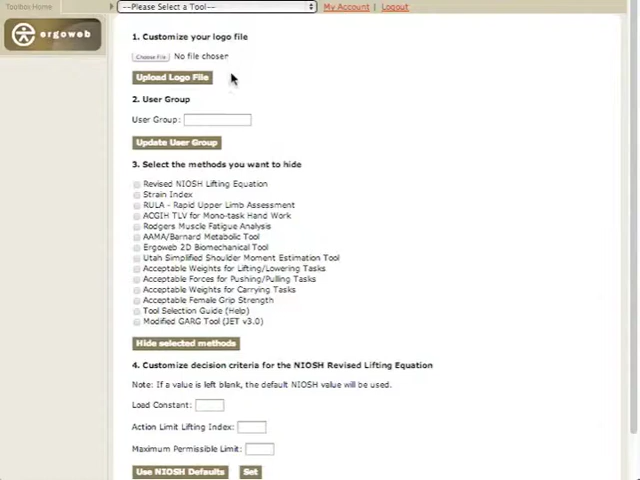 Toolbox Home
--Please Select a Tool--
My Account | Logout
ergoweb
1. Customize your logo file
Choose File No file chosen
Upload Logo File
2. User Group
User Group:
Update User Group
3. Select the methods you want to hide
Revised NIOSH Lifting Equation
Strain Index
RULA - Rapid Upper Limb Assessment
ACGIH TLV for Mono-task Hand Work
Rodgers Muscle Fatigue Analysis
AAMA/Barnard Metabolic Tool
Ergoweb 2D Biomechanical Tool
Utah Simplified Shoulder Moment Estimation Tool
Acceptable Weights for Lifting/Lowering Tasks
Acceptable Forces for Pushing/Pulling Tasks
Acceptable Weights for Carrying Tasks
Acceptable Female Grip Strength
Tool Selection Guide (Help)
Modified GARG Tool (JET v3.0)
Hide selected methods
4. Customize decision criteria for the NIOSH Revised Lifting Equation
Note: If a value is left blank, the default NIOSH value will be used.
Load Constant:
Action Limit Lifting Index:
Maximum Permissible Limit:
Use NIOSH Defaults Set